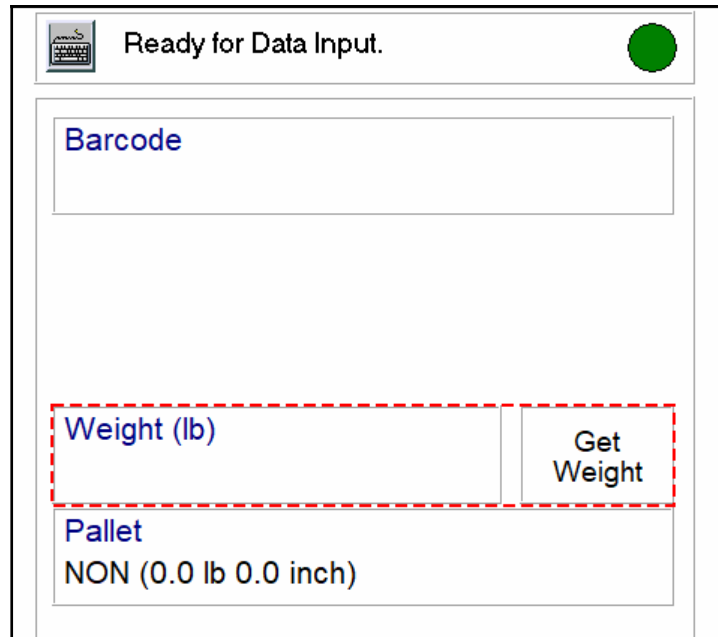 Ready for Data Input.
Barcode
Weight (lb)
Get
Weight
Pallet
NON (0.0 lb 0.0 inch)